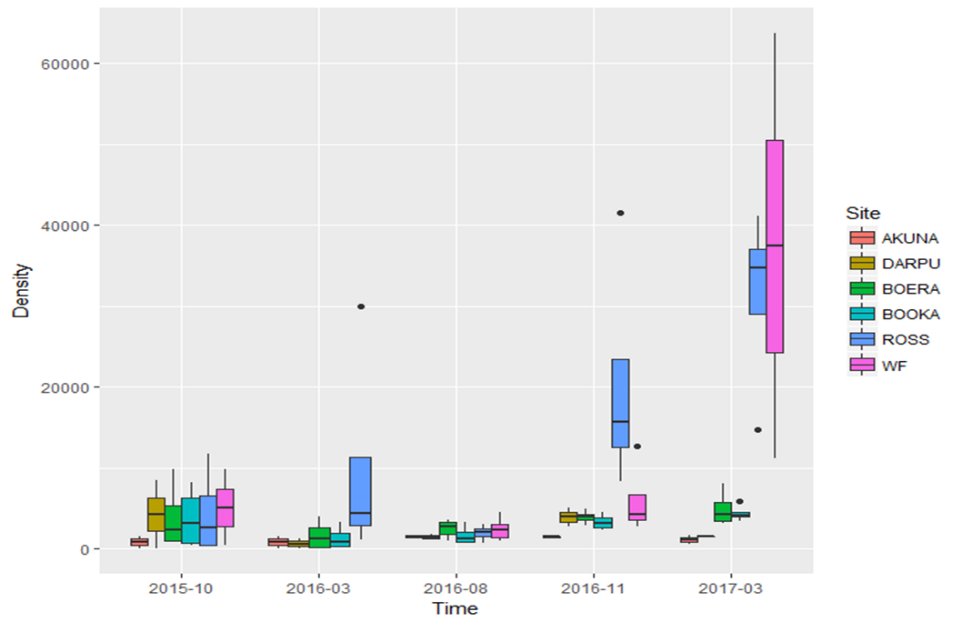 Density
60000
40000
20000
0
2015-10
2016-03
2016-08
2016-11
2017-03
Time
Site
AKUNA
DARPU
BOERA
BOOKA
ROSS
WF